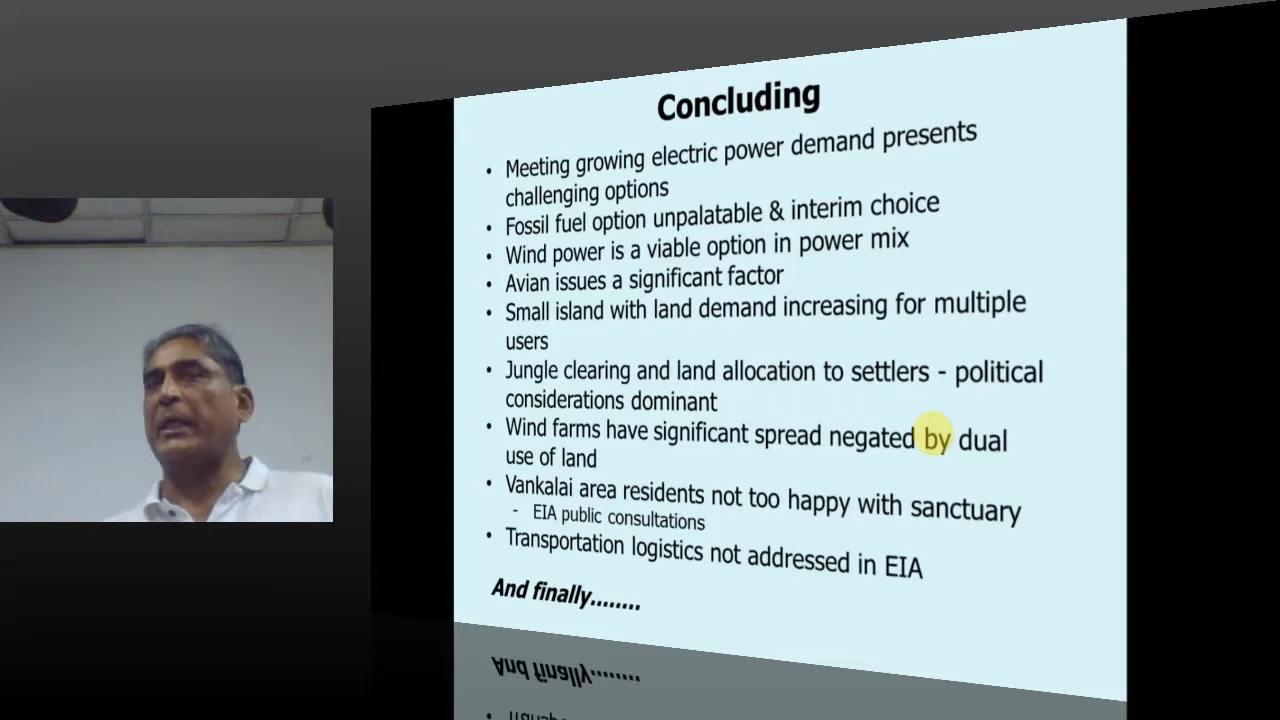 Concluding
• Meeting growing electric power demand presents
challenging options
• Fossil fuel option unpalatable & interim choice
• Wind power is a viable option in power mix
• Avian issues a significant factor
• Small island with land demand increasing for multiple
users
• Jungle clearing and land allocation to settlers - political
considerations dominant
• Wind farms have significant spread negated by dual
use of land
• Vankalai area residents not too happy with sanctuary
- EIA public consultations
• Transportation logistics not addressed in EIA
And finally........